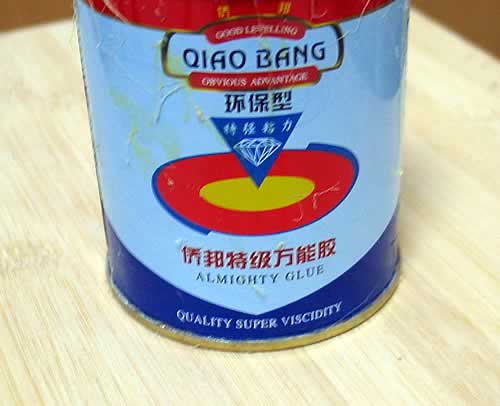 侨 邦
GOOD LEVELLING
QIAO BANG
OBVIOUS ADVANTAGE
环保型
特强粘力
侨邦特级万能胶
ALMIGHTY GLUE
QUALITY SUPER VISCIDITY